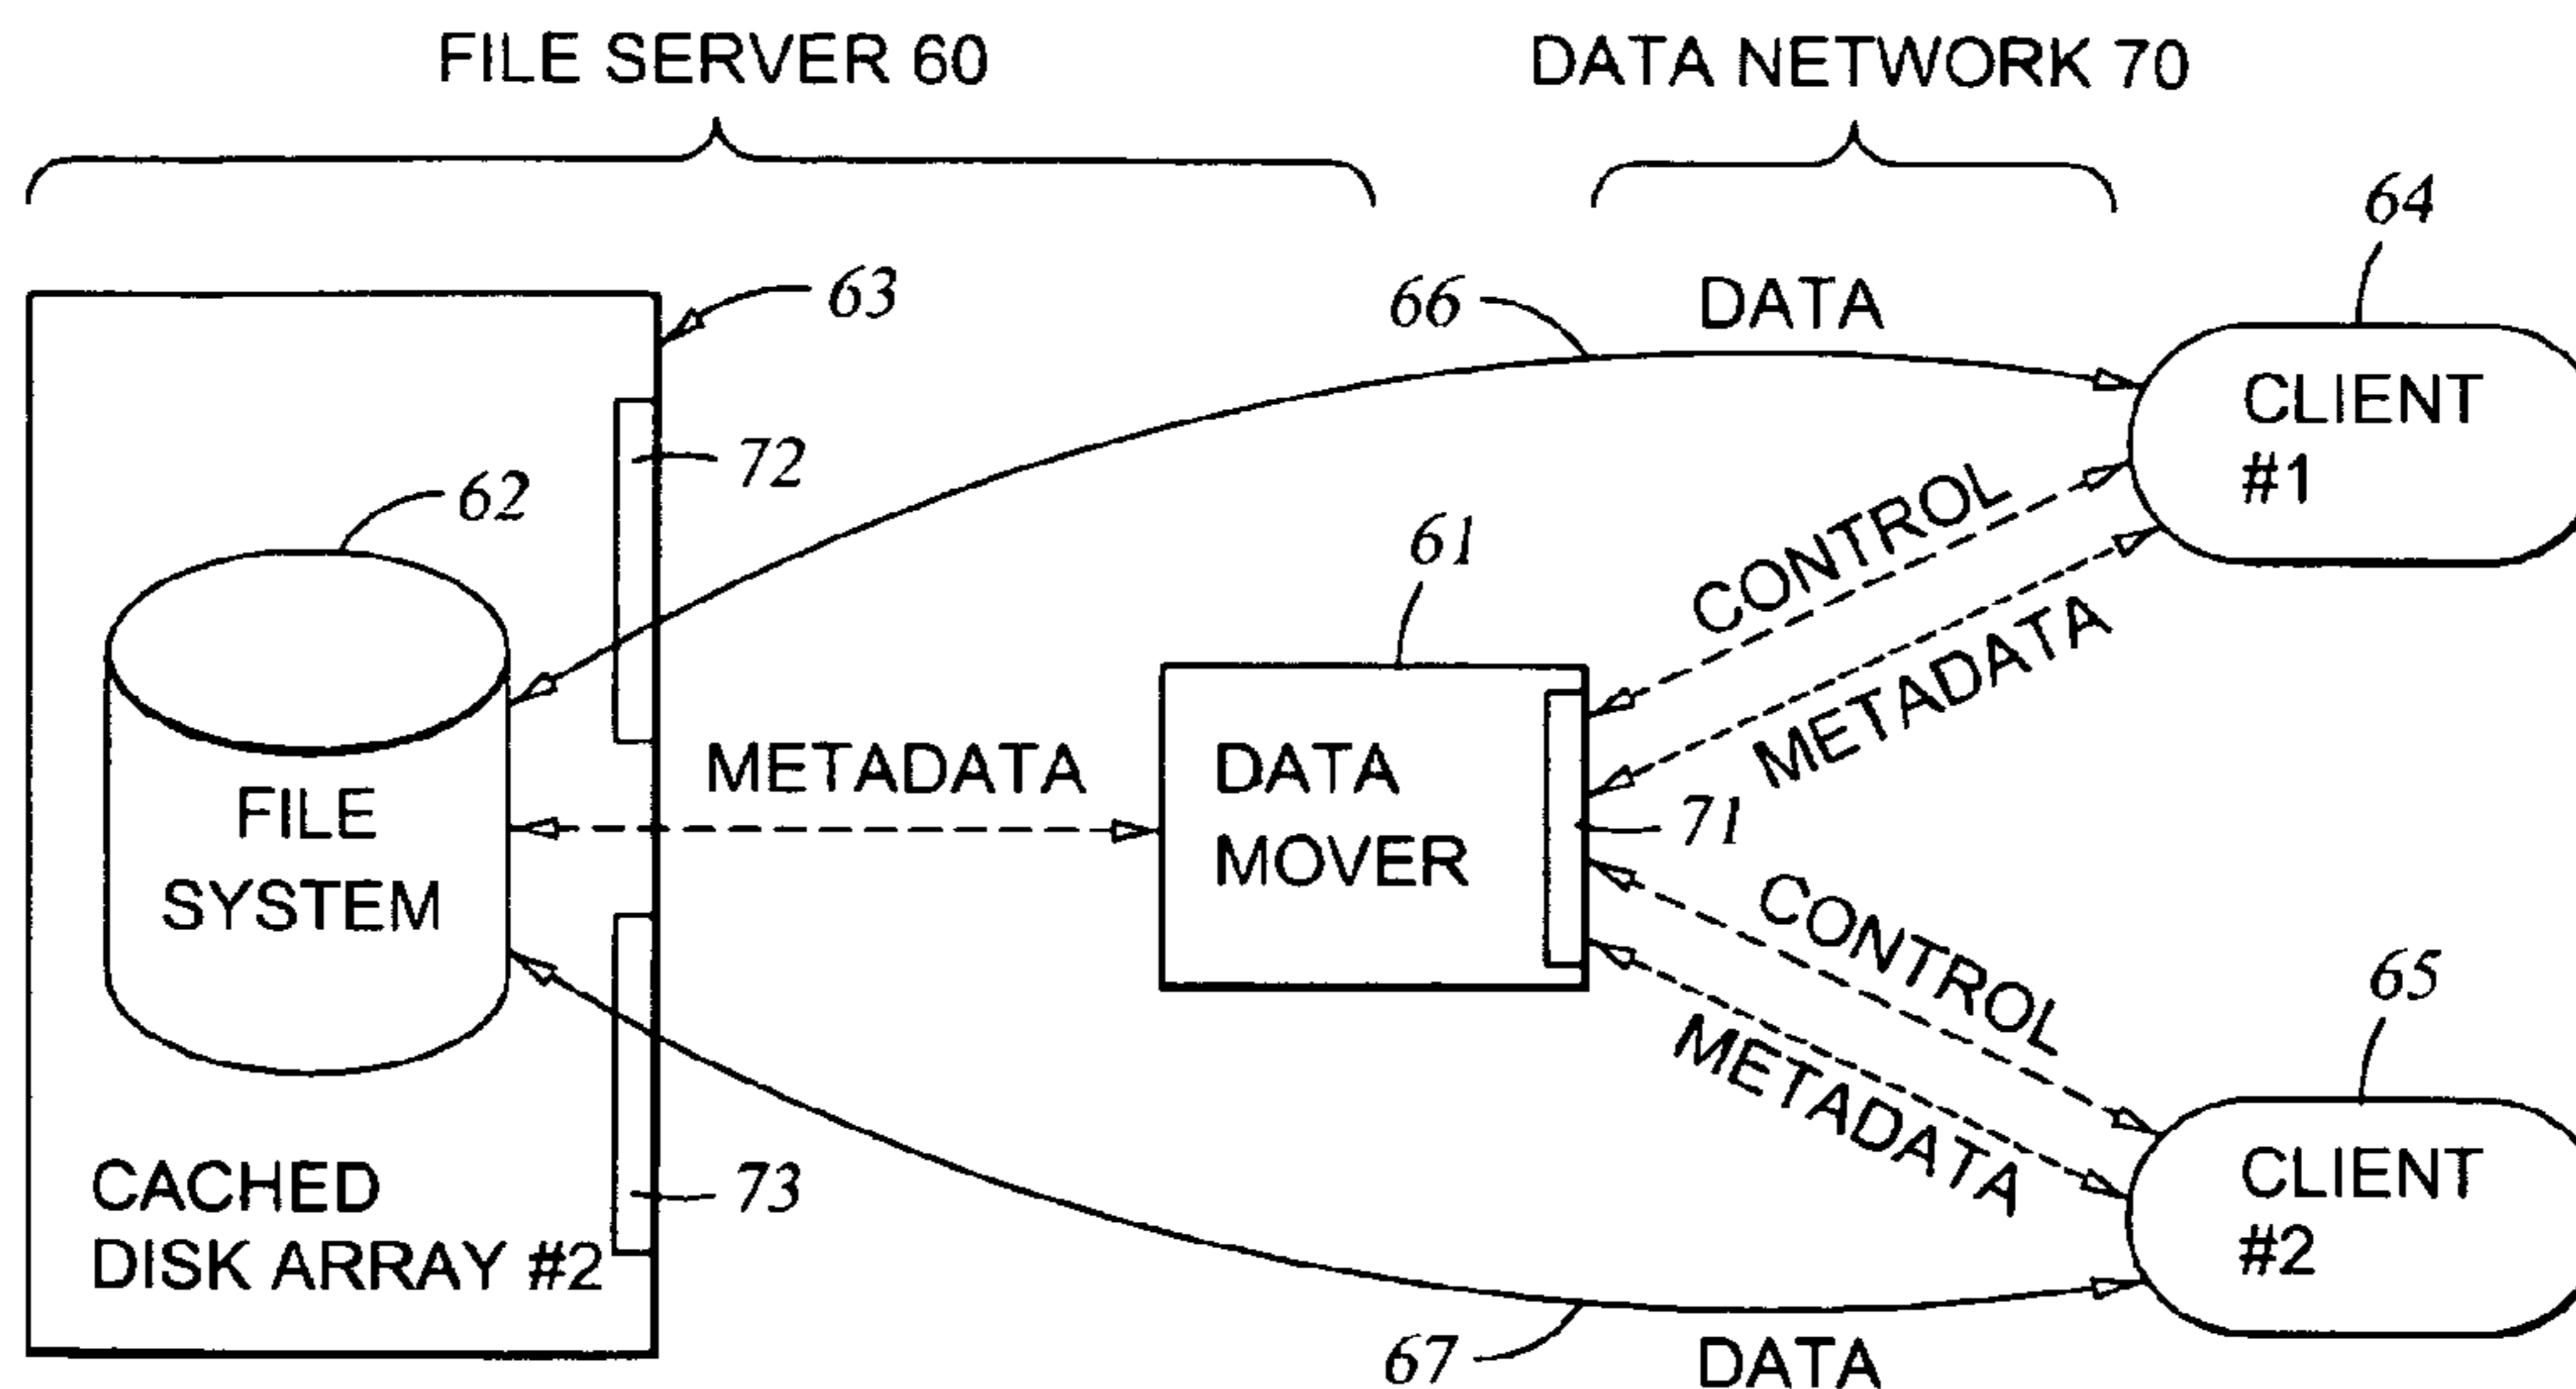 FILE SERVER 60
DATA NETWORK 70
64
63
66
DATA
CLIENT
#1
72
62
CONTROL
61
METADATA
METADATA
DATA
MOVER
71
FILE
SYSTEM
CONTROL
METADATA
65
CACHED
DISK ARRAY #2
73
CLIENT
#2
67
DATA